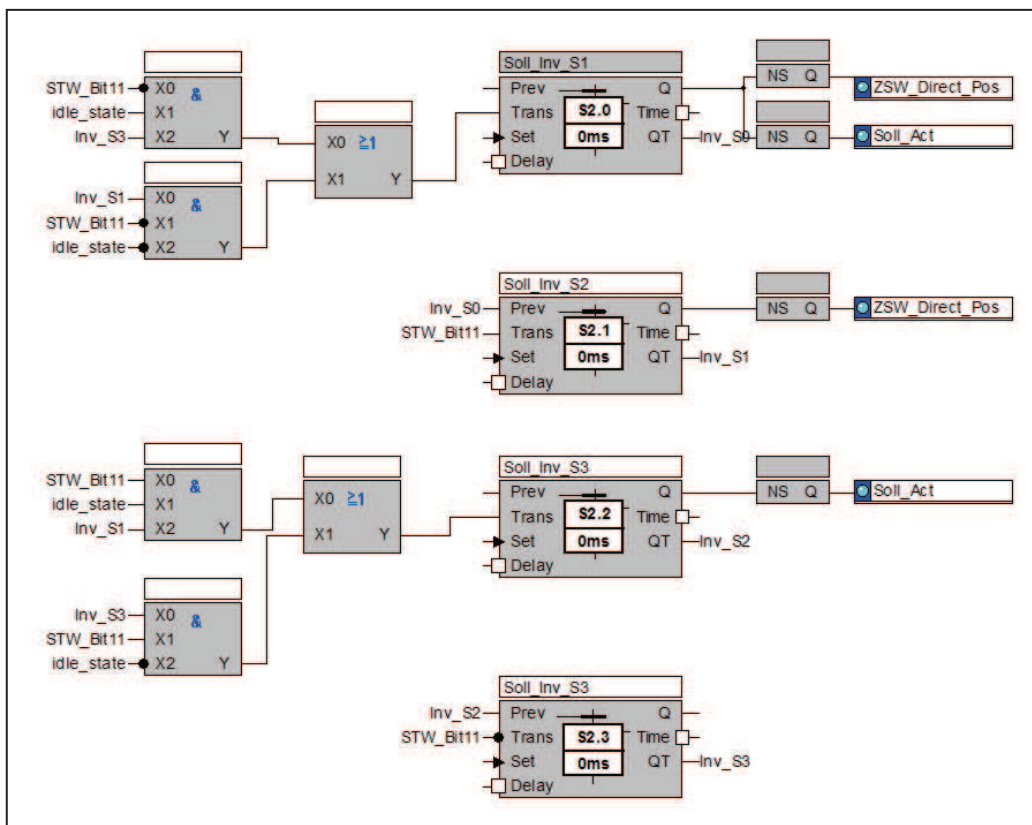 Soll_Inv_S1
STW_Bit11 X0 & Prev Q NS Q ZSW_Direct_Pos
idle_state X1 Trans S2.0 Time
Inv_S3 X2 Y X0 ≧1 Set 0ms QT Inv_S0 NS Q Soll_Act
Delay
Inv_S1 X0 & X1 Y
STW_Bit11 X1
idle_state X2 Y
Soll_Inv_S2
Inv_S0 Prev Q NS Q ZSW_Direct_Pos
STW_Bit11 Trans S2.1 Time
Set 0ms QT Inv_S1
Delay
Soll_Inv_S3
STW_Bit11 X0 & X0 ≧1 Prev Q NS Q Soll_Act
idle_state X1 Trans S2.2 Time
Inv_S1 X2 Y X1 Y Set 0ms QT Inv_S2
Delay
Inv_S3 X0 &
STW_Bit11 X1
idle_state X2 Y
Soll_Inv_S3
Inv_S2 Prev Q
STW_Bit11 Trans S2.3 Time
Set 0ms QT Inv_S3
Delay